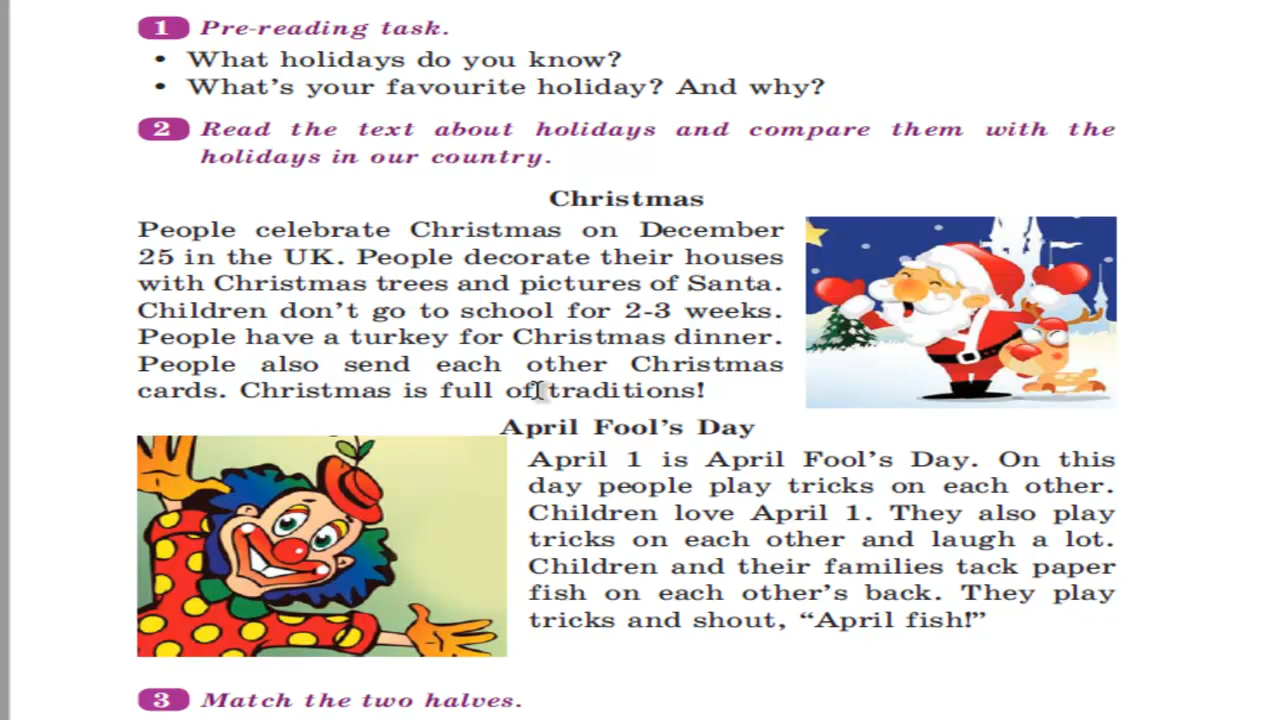 1 Pre-reading task.
• What holidays do you know?
• What's your favourite holiday? And why?
2 Read the text about holidays and compare them with the
holidays in our country.
Christmas
People celebrate Christmas on December
25 in the UK. People decorate their houses
with Christmas trees and pictures of Santa.
Children don't go to school for 2-3 weeks.
People have a turkey for Christmas dinner.
People also send each other Christmas
cards. Christmas is full of traditions!
April Fool's Day
April 1 is April Fool's Day. On this
day people play tricks on each other.
Children love April 1. They also play
tricks on each other and laugh a lot.
Children and their families tack paper
fish on each other's back. They play
tricks and shout, “April fish!”
3 Match the two halves.